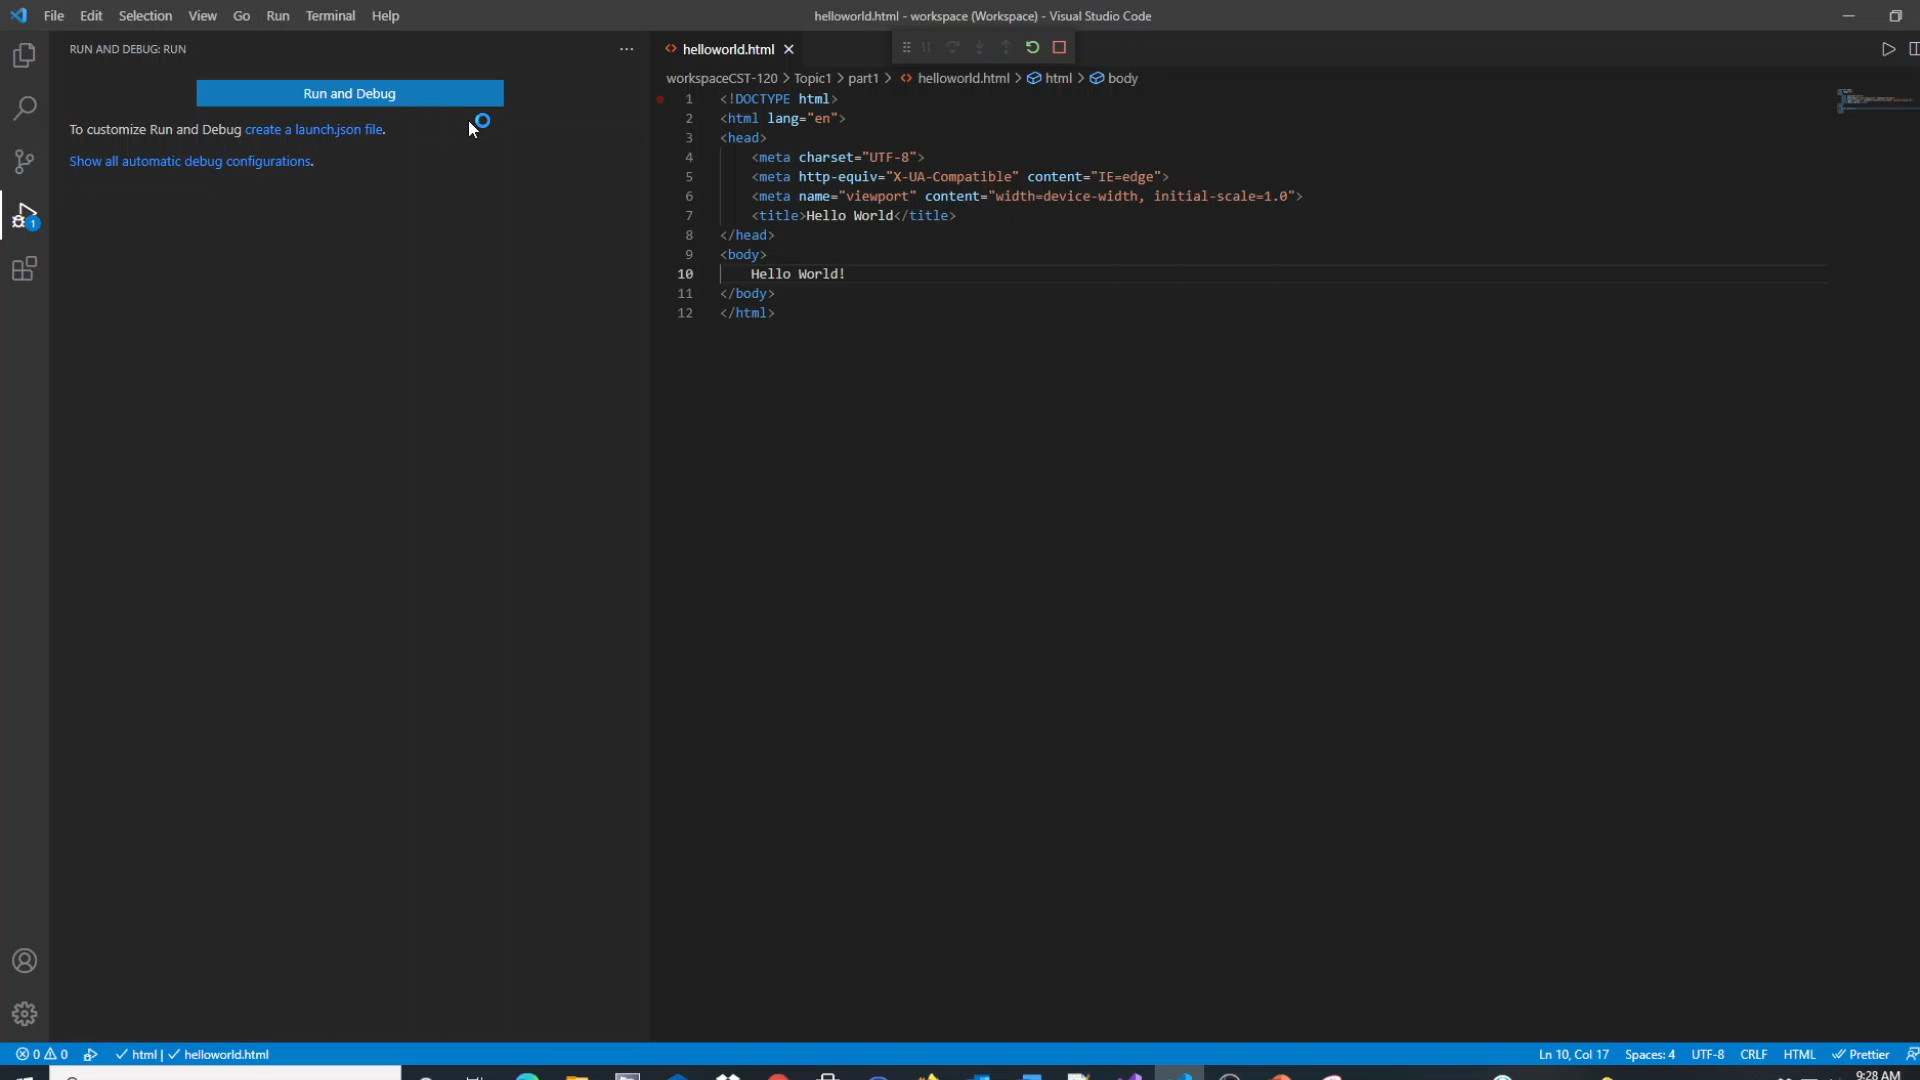 File Edit Selection View Go Run Terminal Help
helloworld.html - workspace (Workspace) - Visual Studio Code
RUN AND DEBUG: RUN
Run and Debug
To customize Run and Debug create a launch.json file.
Show all automatic debug configurations.
1
helloworld.html
workspaceCST-120 > Topic1 > part1 > helloworld.html > html > body
1 <!DOCTYPE html>
2 <html lang="en">
3 <head>
4 <meta charset="UTF-8">
5 <meta http-equiv="X-UA-Compatible" content="IE=edge">
6 <meta name="viewport" content="width=device-width, initial-scale=1.0">
7 <title>Hello World</title>
8 </head>
9 <body>
10 Hello World!
11 </body>
12 </html>
0 0 html | helloworld.html
Ln 10, Col 17 Spaces: 4 UTF-8 CRLF HTML Prettier
9:28 AM